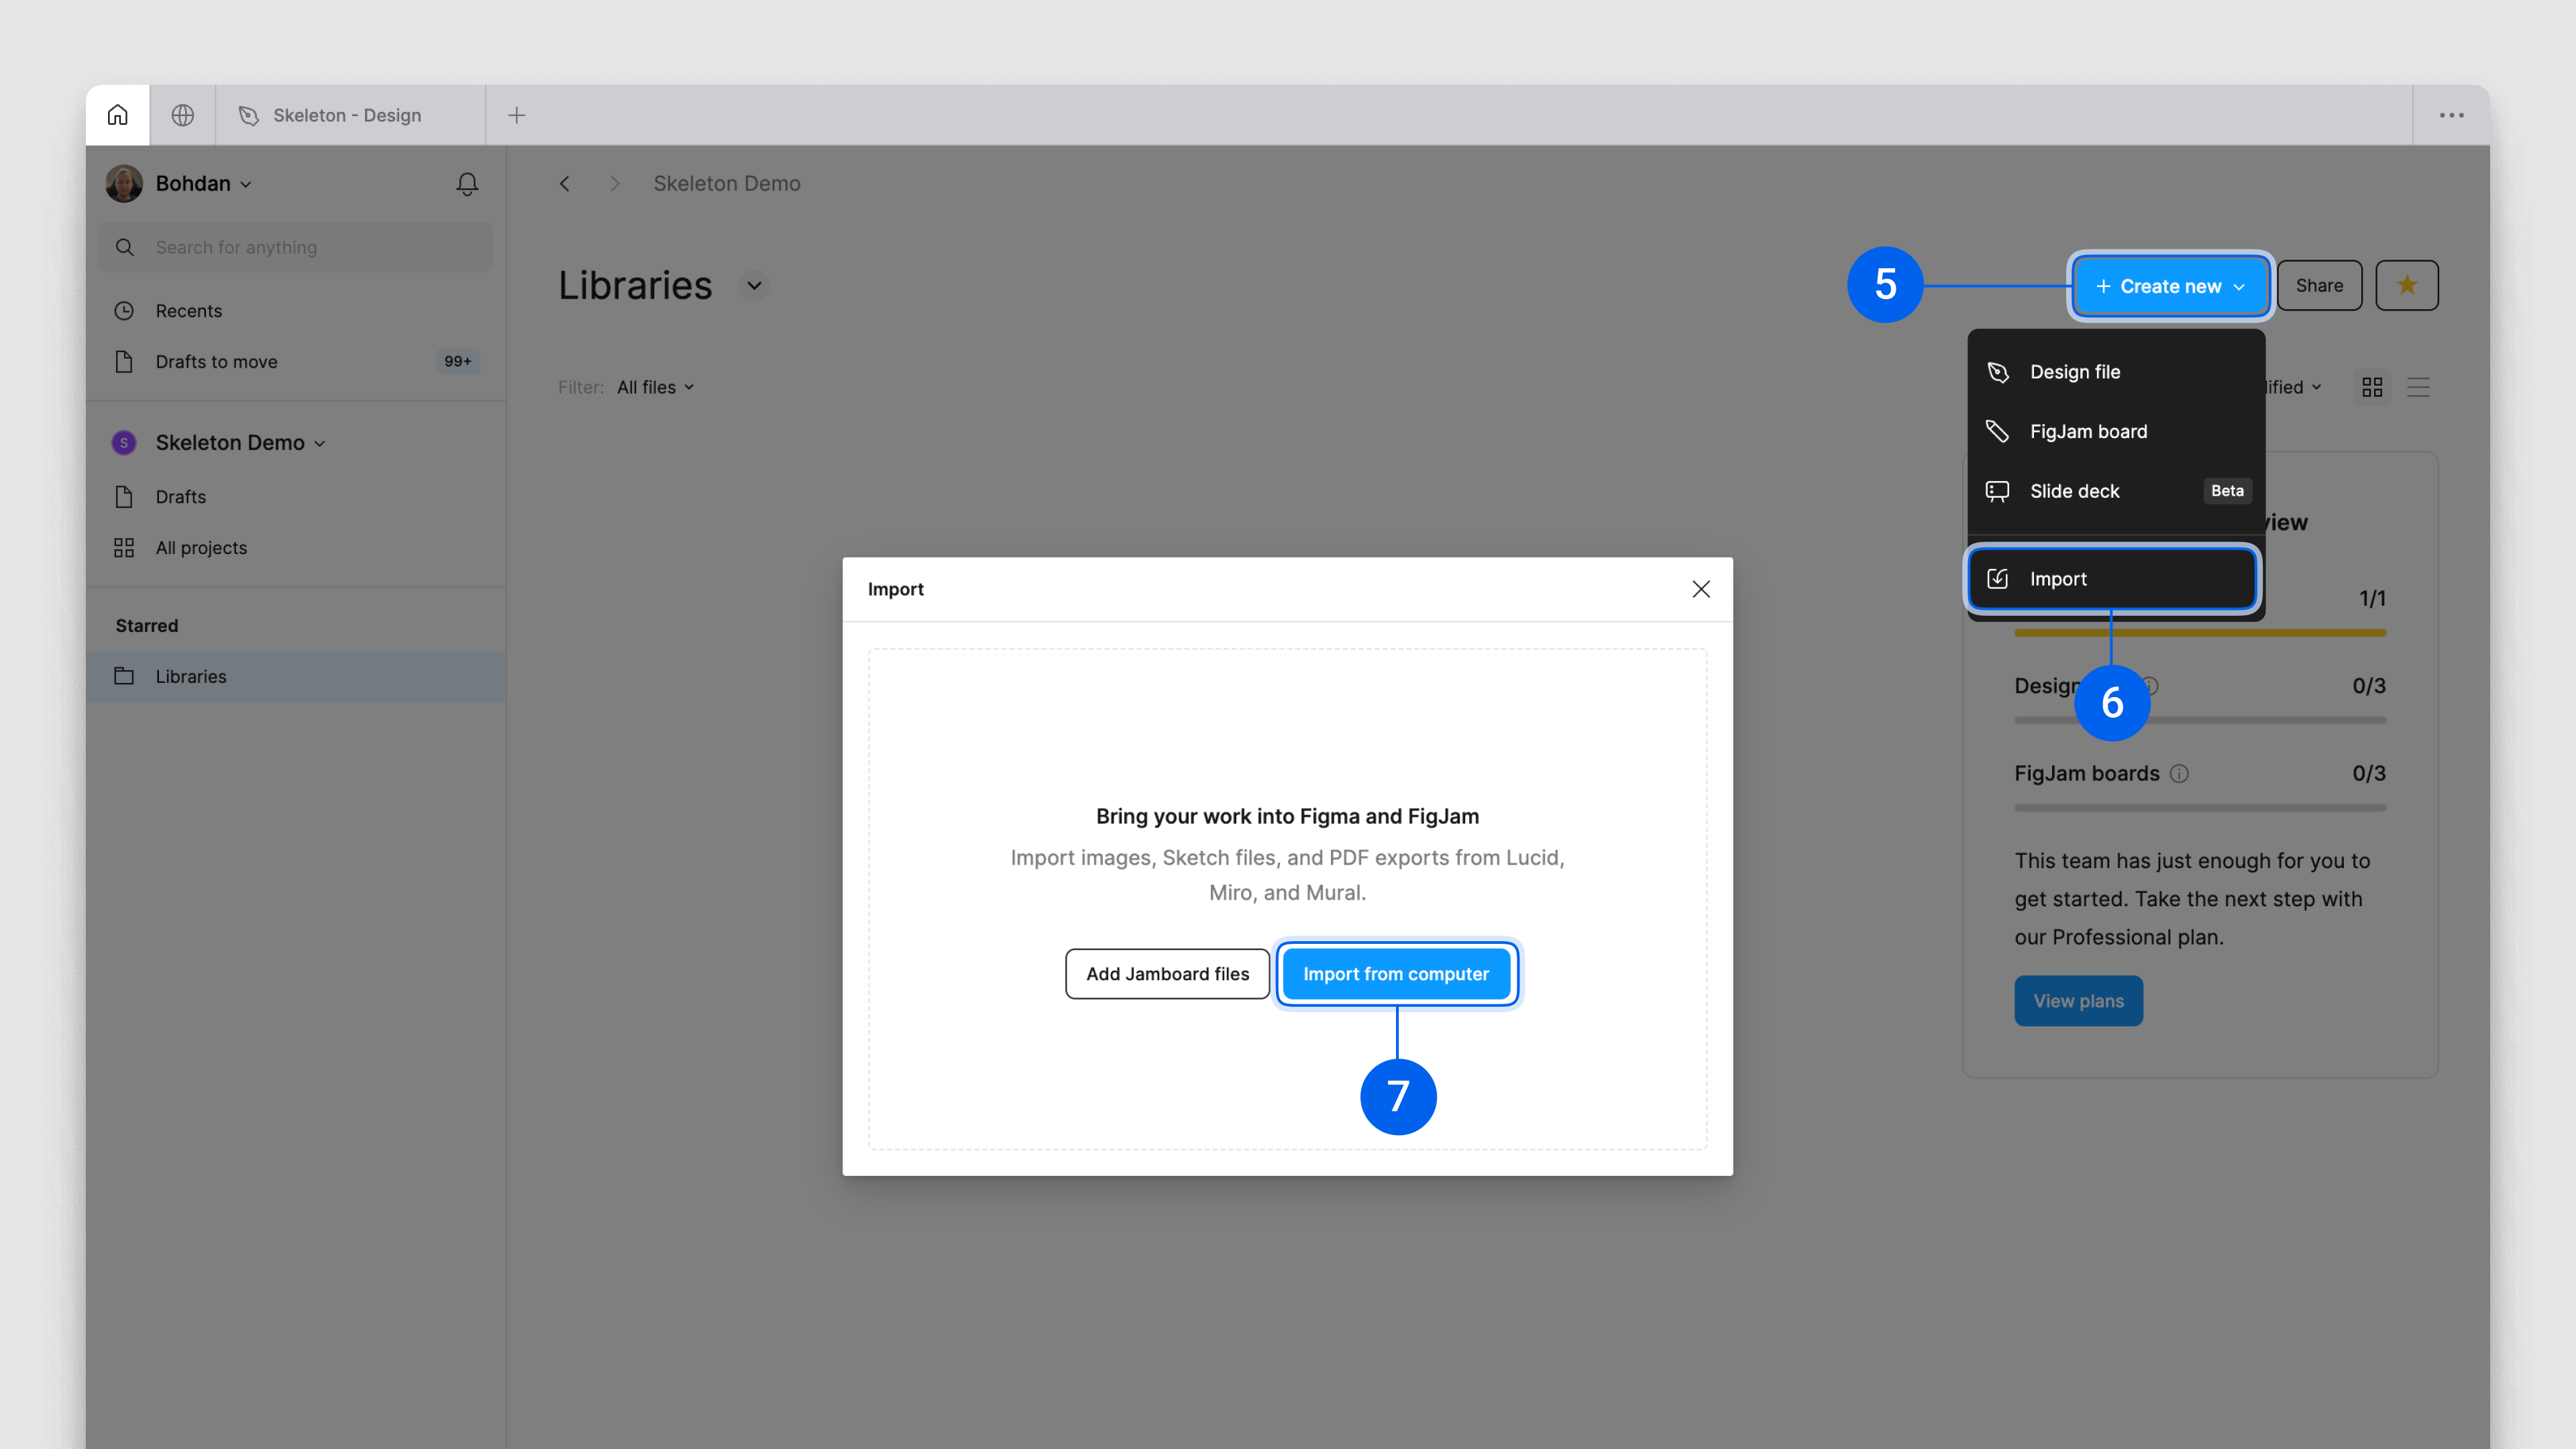 Skeleton - Design
Bohdan
Skeleton Demo
Search for anything
Libraries
5
Create new
Share
Recents
Drafts to move
99+
Design file
Filter:
All files
ified
FigJam board
Skeleton Demo
S
Slide deck
Beta
Drafts
view
All projects
Import
Import
1/1
Starred
Libraries
Design
0/3
6
FigJam boards
0/3
Bring your work into Figma and FigJam
Import images, Sketch files, and PDF exports from Lucid,
Miro, and Mural.
This team has just enough for you to
get started. Take the next step with
our Professional plan.
Add Jamboard files
Import from computer
View plans
7